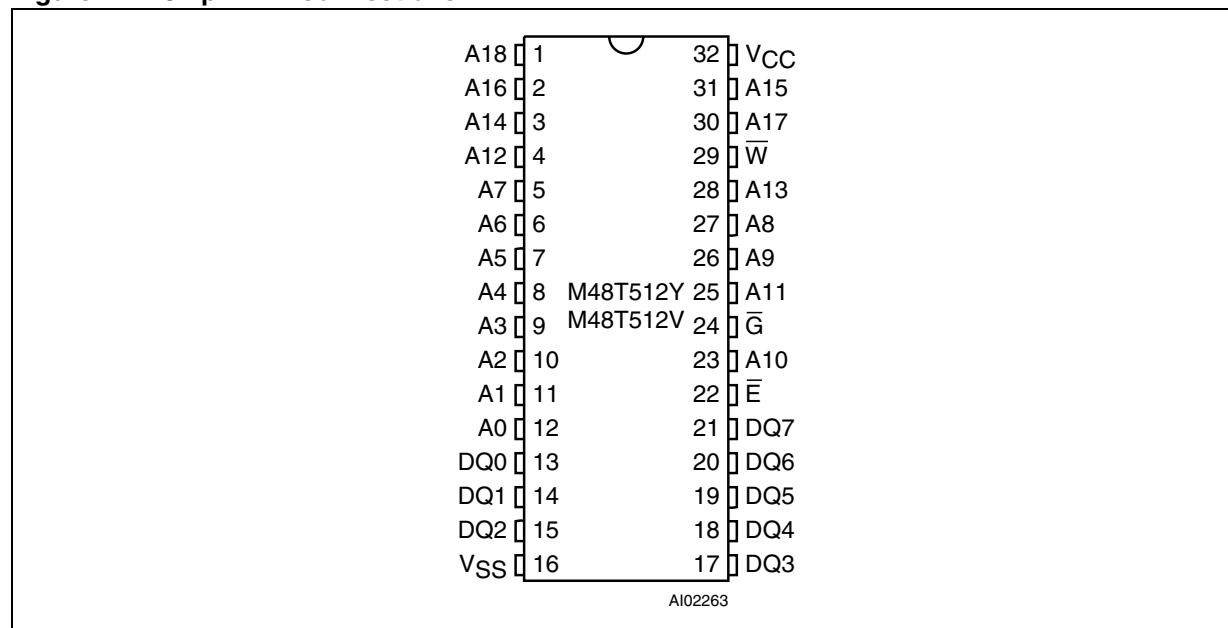 A18 1 32 VCC
A16 2 31 A15
A14 3 30 A17
A12 4 29 W̅
A7 5 28 A13
A6 6 27 A8
A5 7 26 A9
A4 8 M48T512Y 25 A11
A3 9 M48T512V 24 G̅
A2 10 23 A10
A1 11 22 E̅
A0 12 21 DQ7
DQ0 13 20 DQ6
DQ1 14 19 DQ5
DQ2 15 18 DQ4
VSS 16 17 DQ3
AI02263